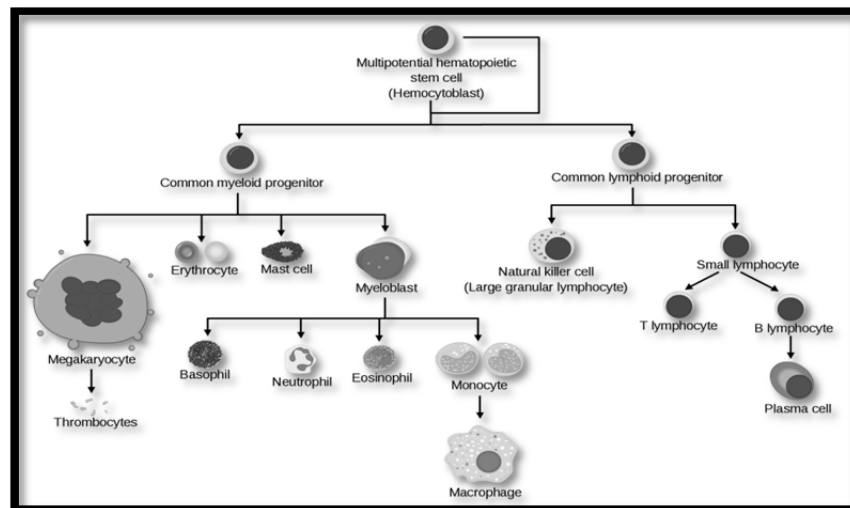 Multipotential hematopoietic
stem cell
(Hemocytoblast)
Common myeloid progenitor
Common lymphoid progenitor
Erythrocyte
Mast cell
Myeloblast
Natural killer cell
(Large granular lymphocyte)
Small lymphocyte
T lymphocyte
B lymphocyte
Megakaryocyte
Basophil
Neutrophil
Eosinophil
Monocyte
Thrombocytes
Plasma cell
Macrophage